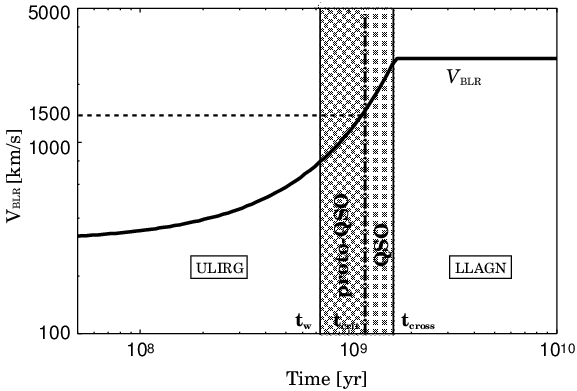 5000
1500
1000
100
V_BLR [km/s]
V_BLR
proto-QSO
QSO
ULIRG
LLAGN
t_w
t_crit
t_cross
10^8
10^9
10^10
Time [yr]